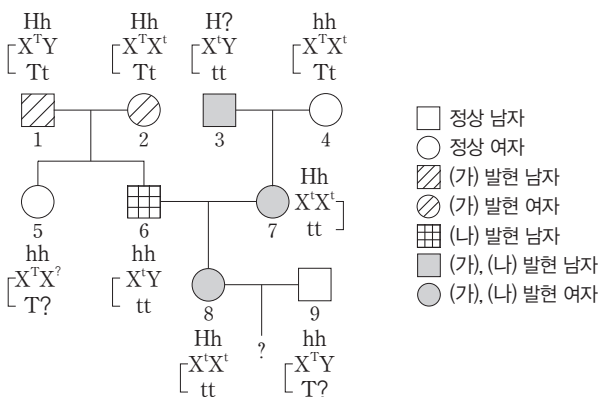 Hh
XᵀY
Tt
1
Hh
XᵀXᵗ
Tt
2
H?
XᵗY
tt
3
hh
XᵀXᵗ
Tt
4
정상 남자
정상 여자
(가) 발현 남자
(가) 발현 여자
(나) 발현 남자
(가), (나) 발현 남자
(가), (나) 발현 여자
5
hh
XᵀX?
T?
6
hh
XᵗY
tt
7
Hh
XᵗXᵗ
tt
8
Hh
XᵗXᵗ
tt
?
9
hh
XᵀY
T?